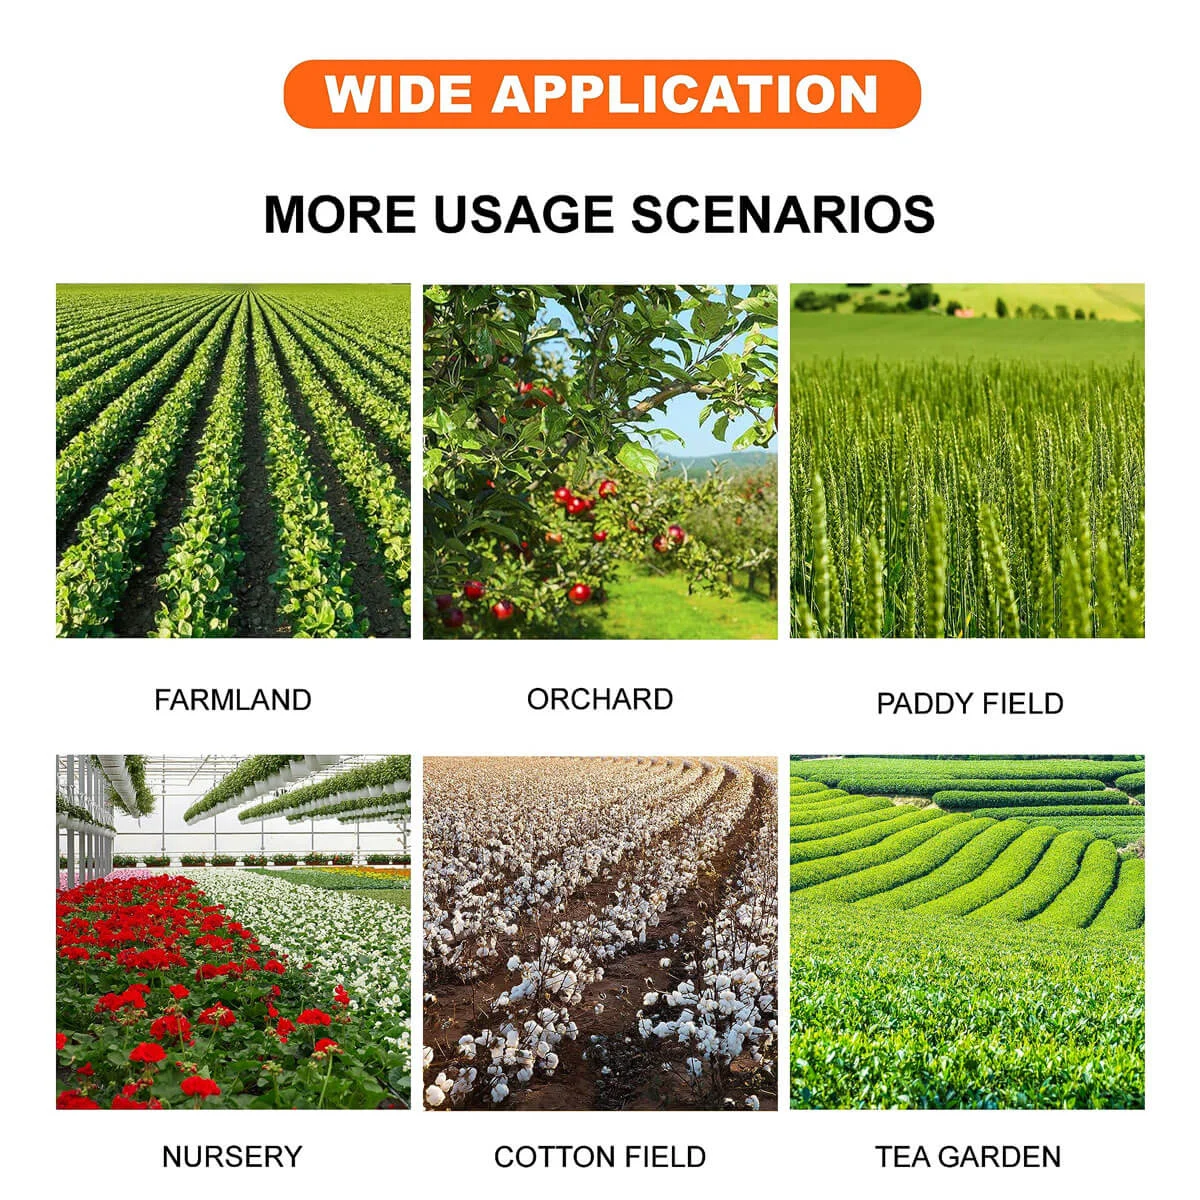 WIDE APPLICATION
MORE USAGE SCENARIOS
FARMLAND
ORCHARD
PADDY FIELD
NURSERY
COTTON FIELD
TEA GARDEN